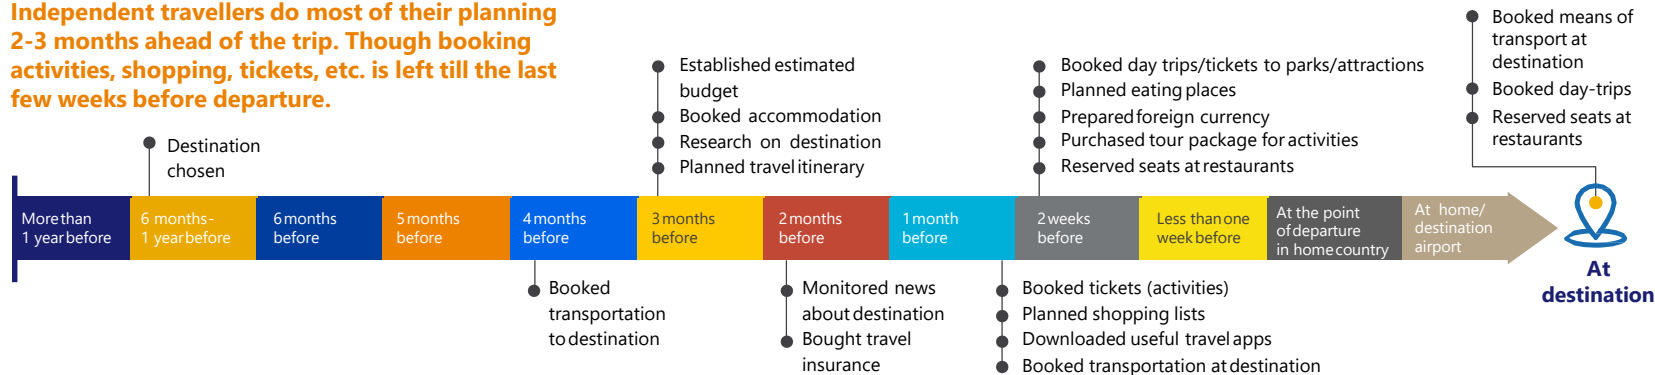 Independent travellers do most of their planning
2-3 months ahead of the trip. Though booking
activities, shopping, tickets, etc. is left till the last
few weeks before departure.
Destination
chosen
Established estimated
budget
Booked accommodation
Research on destination
Planned travel itinerary
Booked day trips/tickets to parks/attractions
Planned eating places
Prepared foreign currency
Purchased tour package for activities
Reserved seats at restaurants
Booked means of
transport at
destination
Booked day-trips
Reserved seats at
restaurants
More than
1 year before
6 months-
1 year before
6 months
before
5 months
before
4 months
before
3 months
before
2 months
before
1 month
before
2 weeks
before
Less than one
week before
At the point
of departure
in home country
At home/
destination
airport
At
destination
Booked
transportation
to destination
Monitored news
about destination
Bought travel
insurance
Booked tickets (activities)
Planned shopping lists
Downloaded useful travel apps
Booked transportation at destination